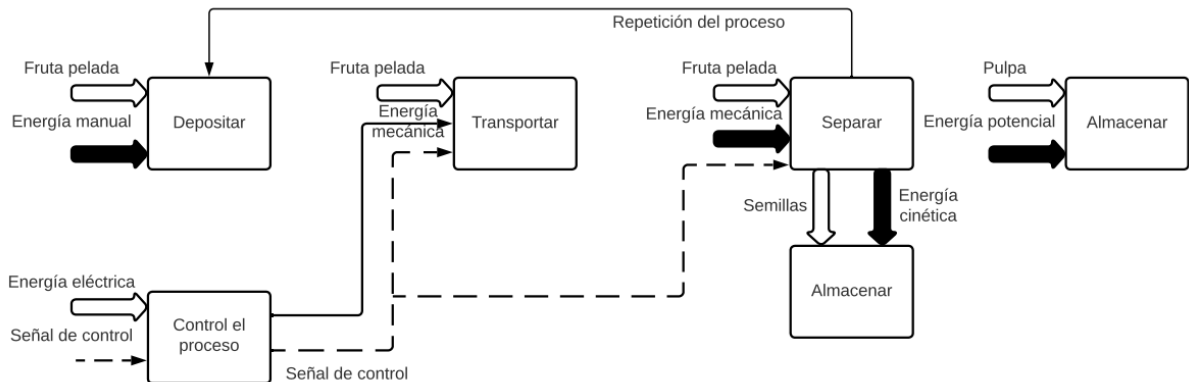 Repetición del proceso
Fruta pelada
Energía manual
Depositar
Fruta pelada
Energía
mecánica
Transportar
Fruta pelada
Energía mecánica
Separar
Pulpa
Energía potencial
Almacenar
Semillas
Energía
cinética
Almacenar
Energía eléctrica
Señal de control
Control el
proceso
Señal de control